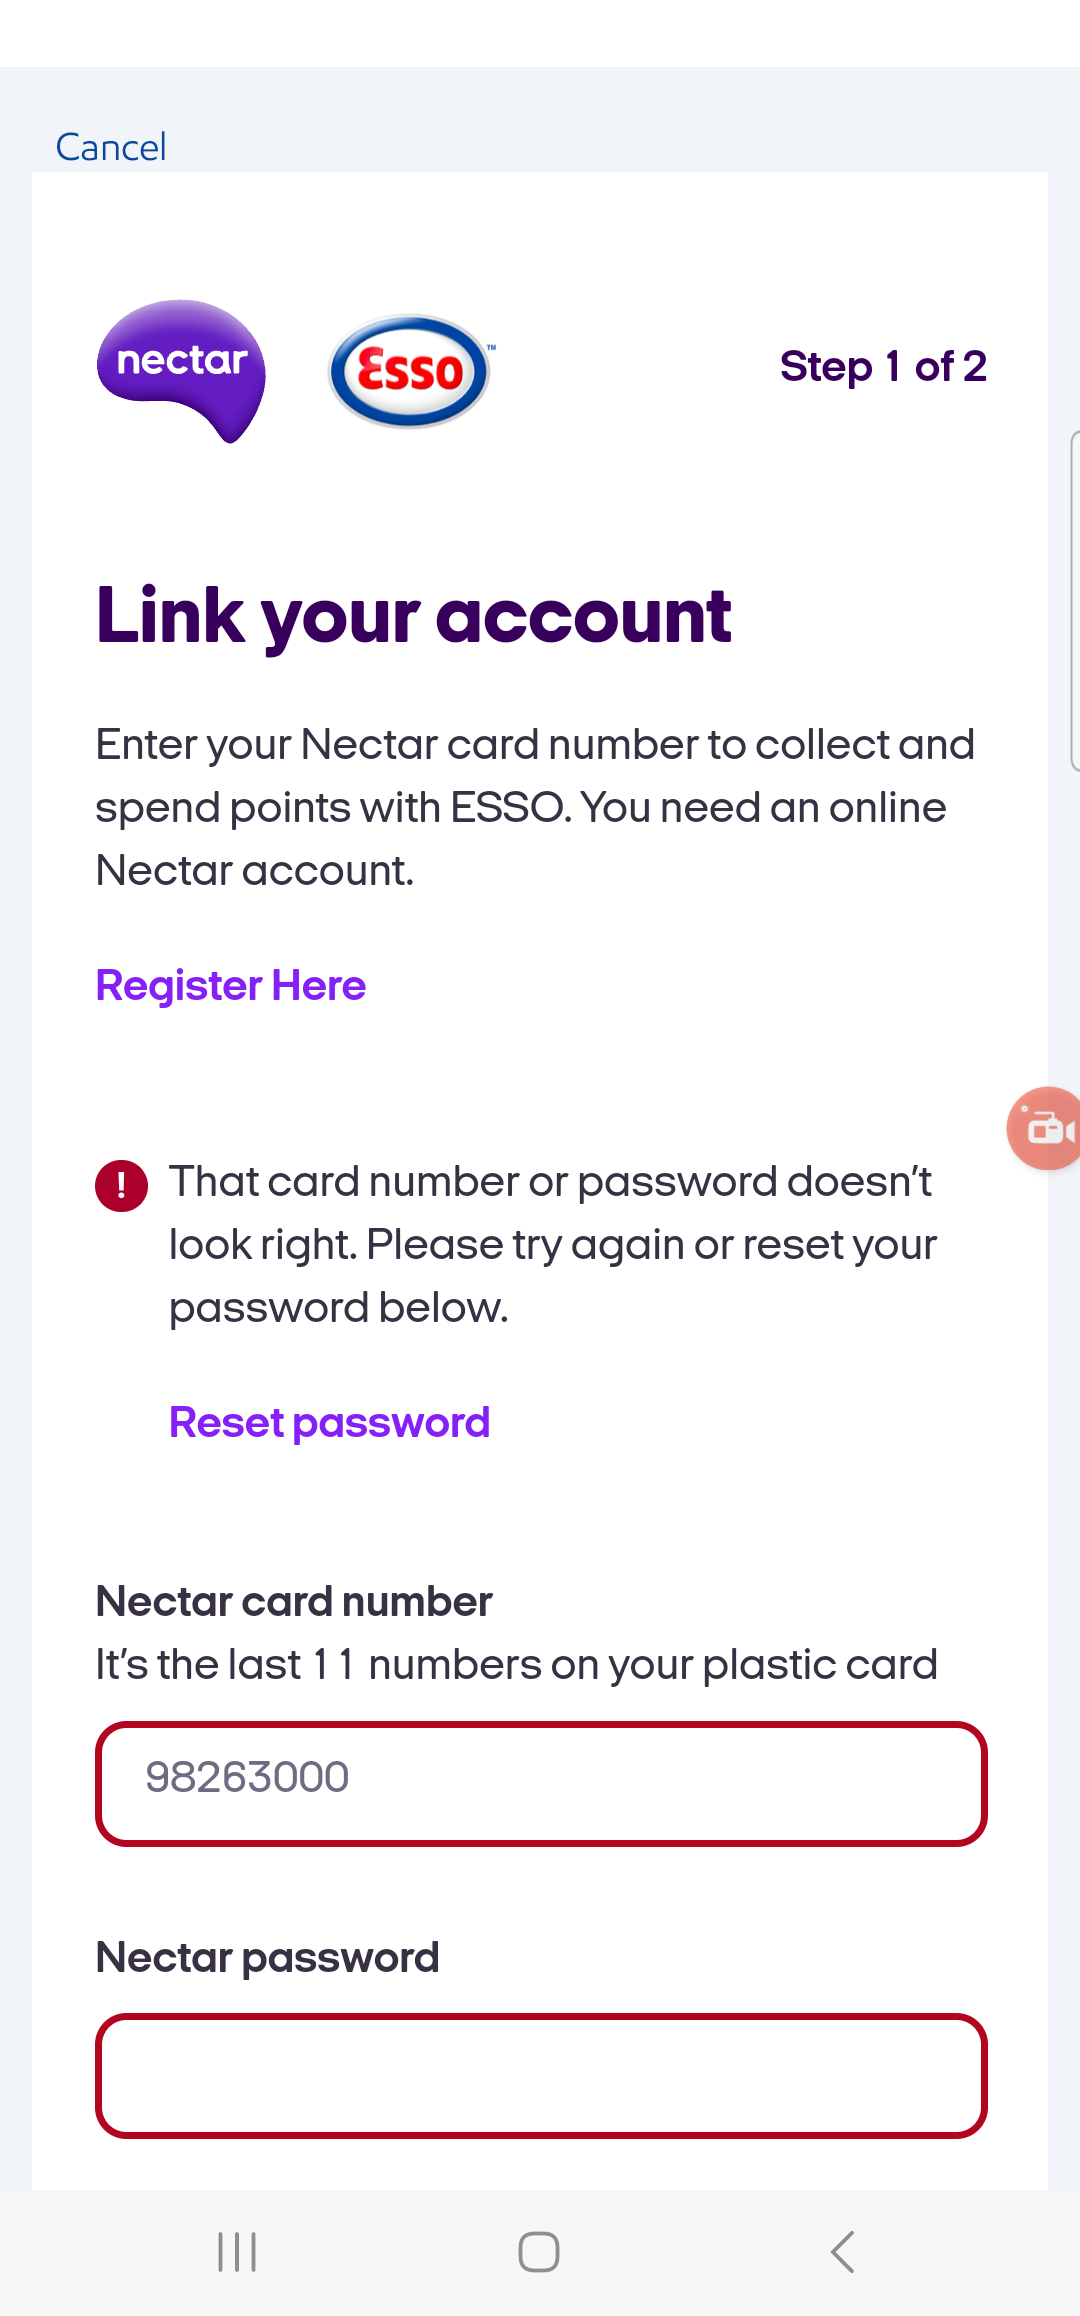 Cancel
nectar
Esso
TM
Step 1 of 2
Link your account
Enter your Nectar card number to collect and
spend points with ESSO. You need an online
Nectar account.
Register Here
!
That card number or password doesn't
look right. Please try again or reset your
password below.
Reset password
Nectar card number
It's the last 11 numbers on your plastic card
98263000
Nectar password